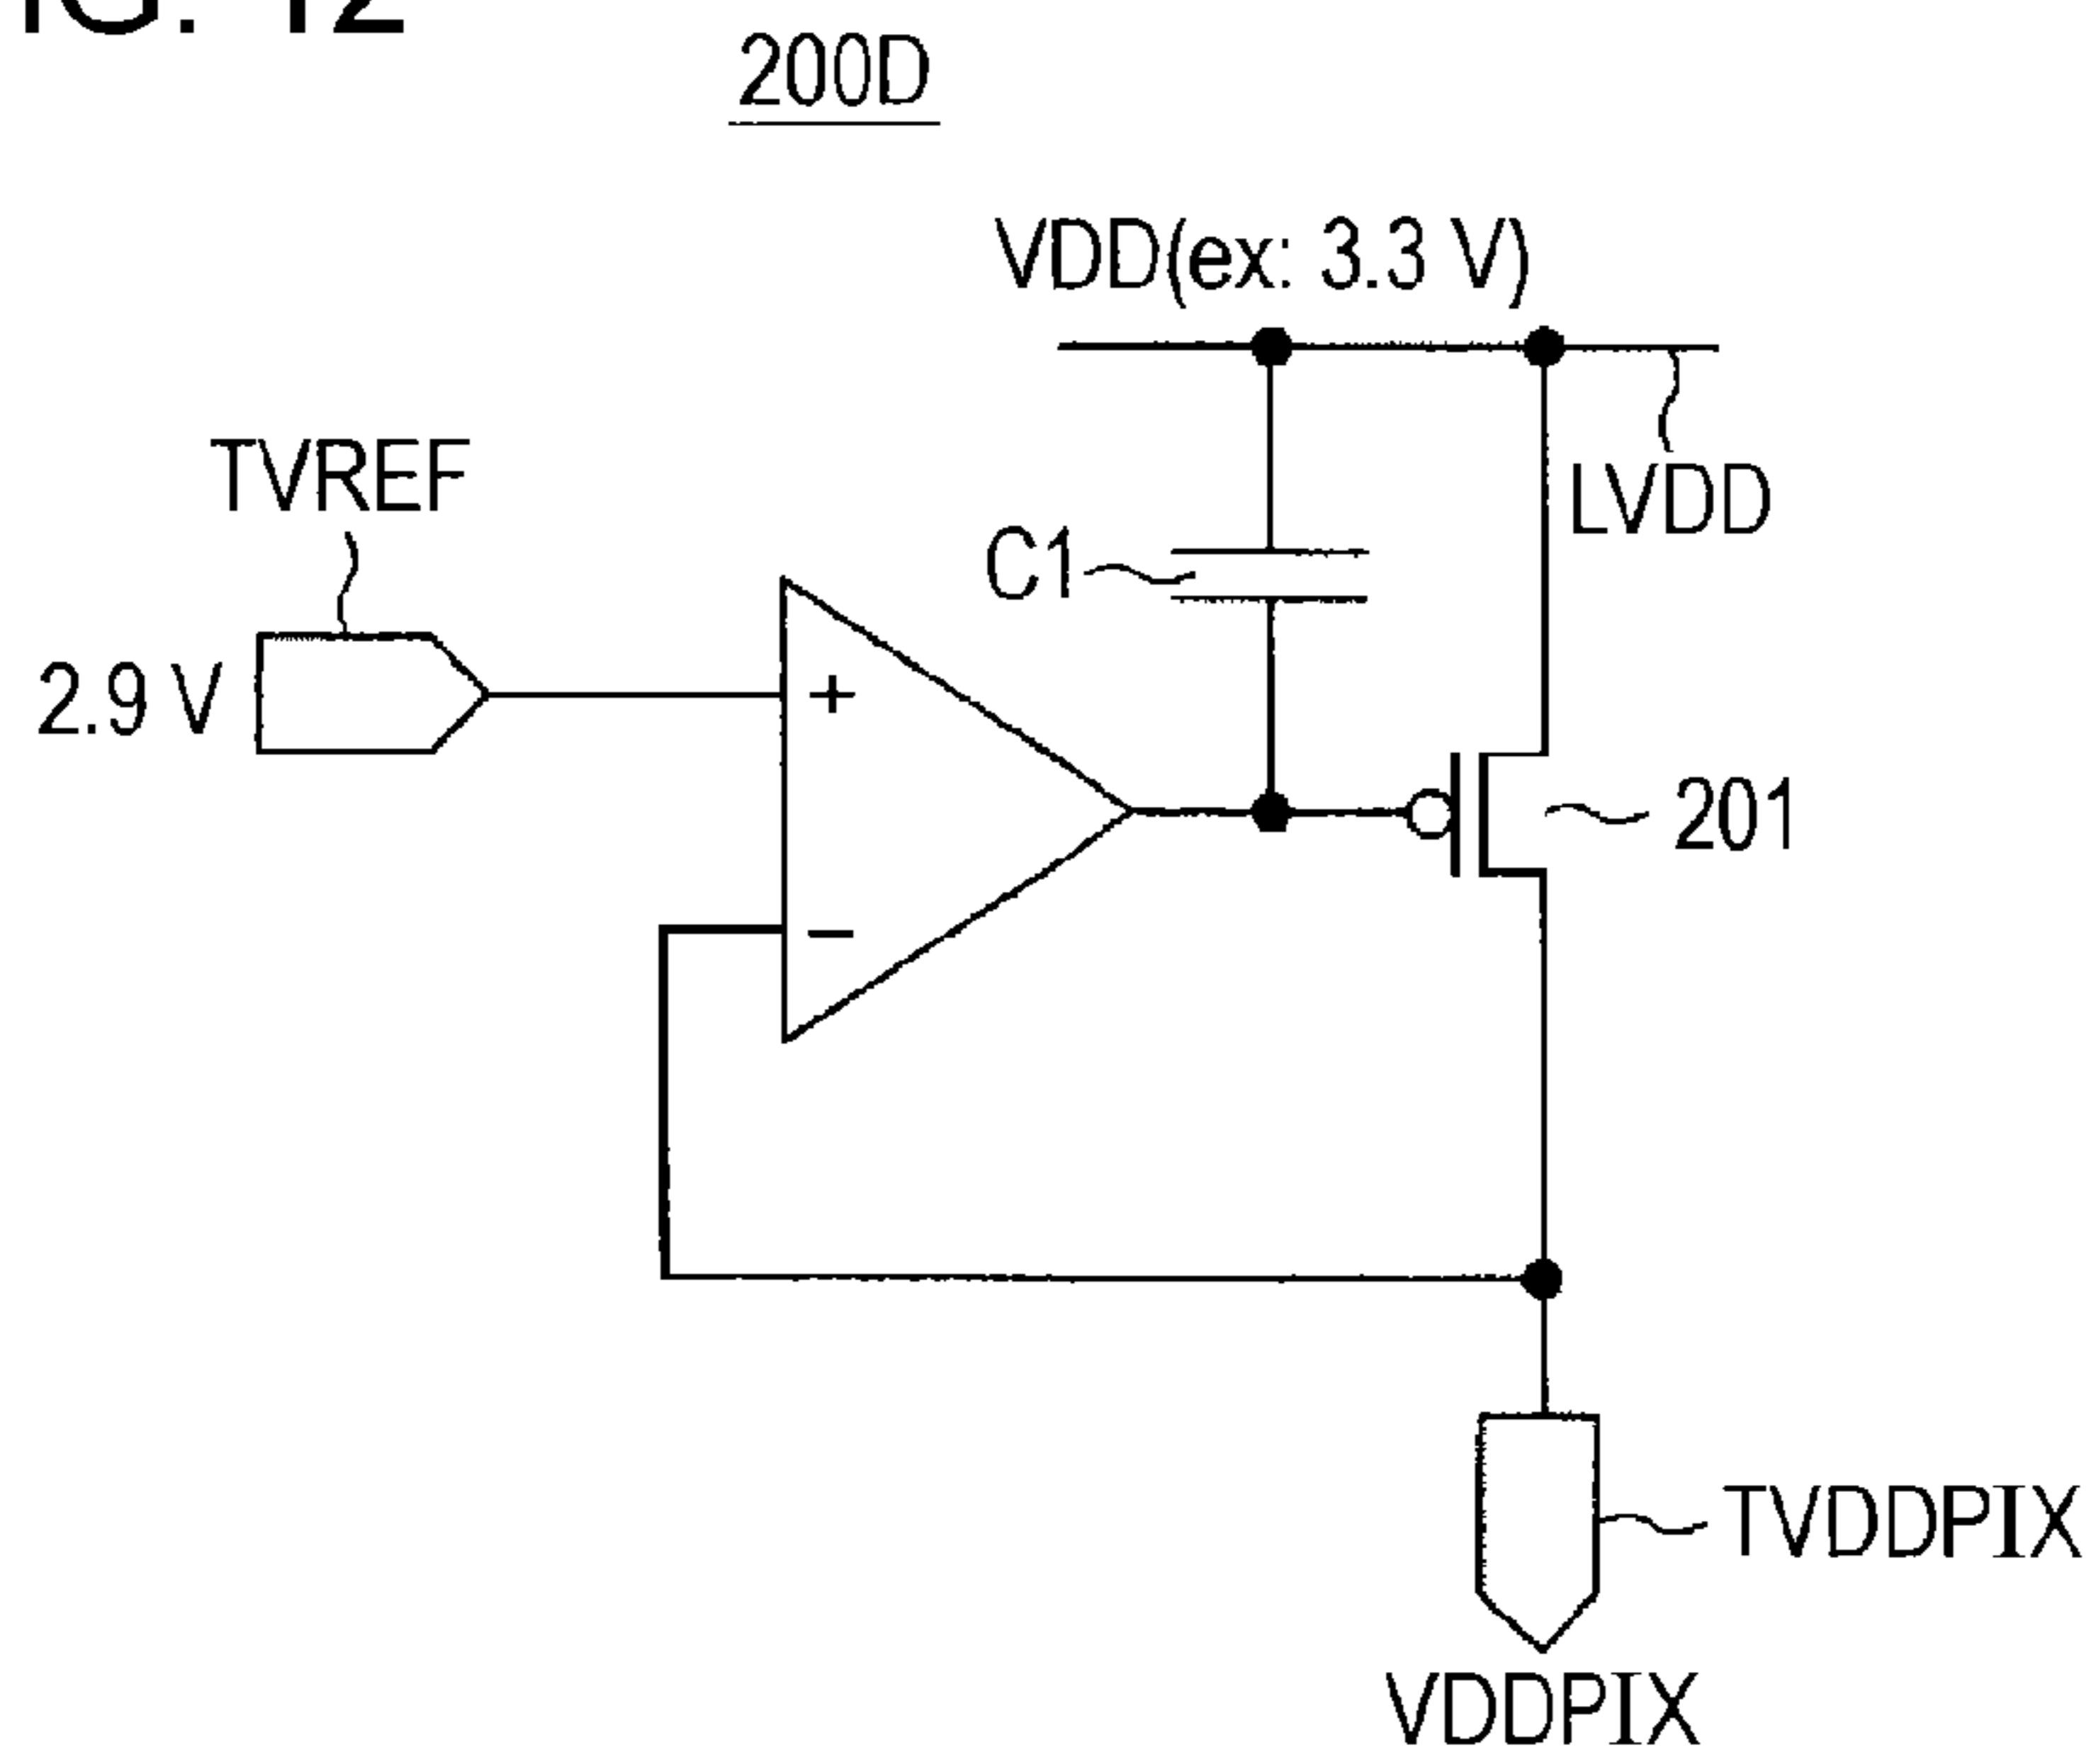 200D
VDD(ex: 3.3 V)
TVREF
LVDD
C1
2.9 V
+
201
−
TVDDPIX
VDDPIX